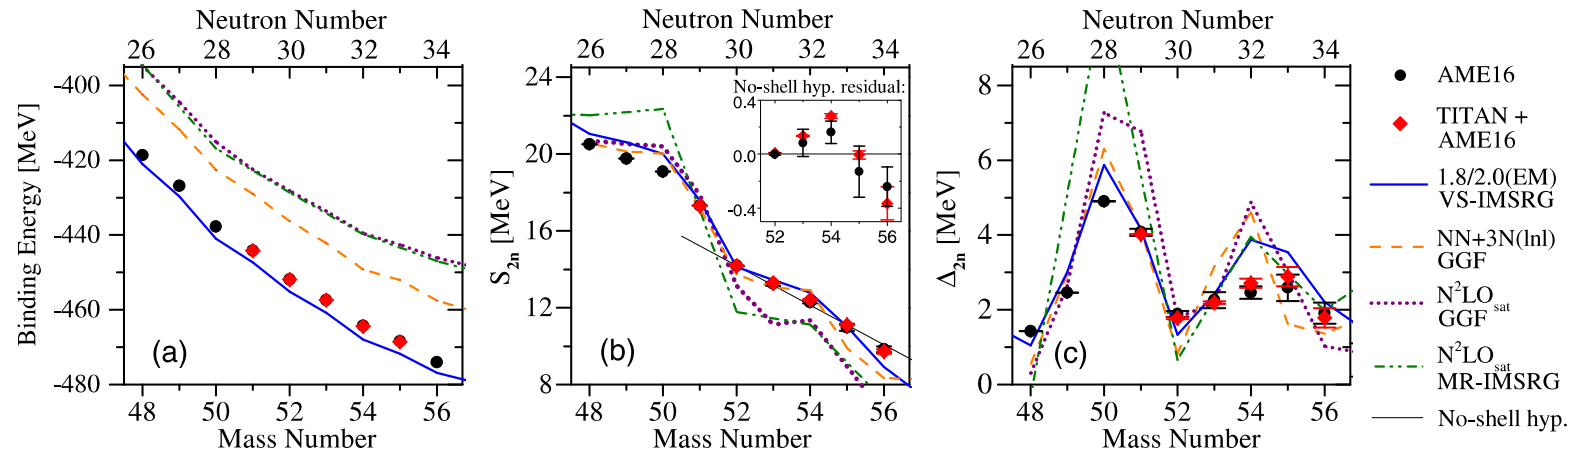 Neutron Number
26 28 30 32 34
-400
-420
-440
-460
-480
Binding Energy [MeV]
(a)
48 50 52 54 56
Mass Number
Neutron Number
26 28 30 32 34
24
20
16
12
8
S2n [MeV]
No-shell hyp. residual:
0.4
0.0
-0.4
52 54 56
(b)
48 50 52 54 56
Mass Number
Neutron Number
26 28 30 32 34
8
6
4
2
0
Δ2n [MeV]
(c)
48 50 52 54 56
Mass Number
AME16
TITAN +
AME16
1.8/2.0(EM)
VS-IMSRG
NN+3N(lnl)
GGF
N²LOsat
GGF
N²LOsat
MR-IMSRG
No-shell hyp.